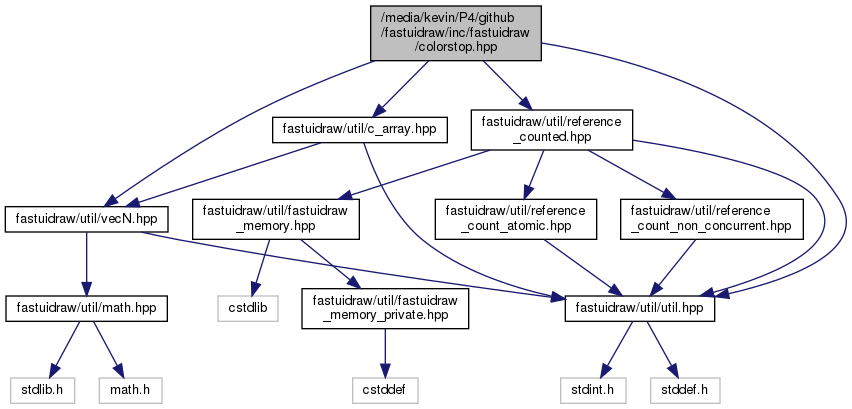 /media/kevin/P4/github
/fastuidraw/inc/fastuidraw
/colorstop.hpp
fastuidraw/util/c_array.hpp
fastuidraw/util/reference
_counted.hpp
fastuidraw/util/vecN.hpp
fastuidraw/util/fastuidraw
_memory.hpp
fastuidraw/util/reference
_count_atomic.hpp
fastuidraw/util/reference
_count_non_concurrent.hpp
fastuidraw/util/math.hpp
cstdlib
fastuidraw/util/fastuidraw
_memory_private.hpp
fastuidraw/util/util.hpp
stdlib.h
math.h
cstddef
stdint.h
stddef.h